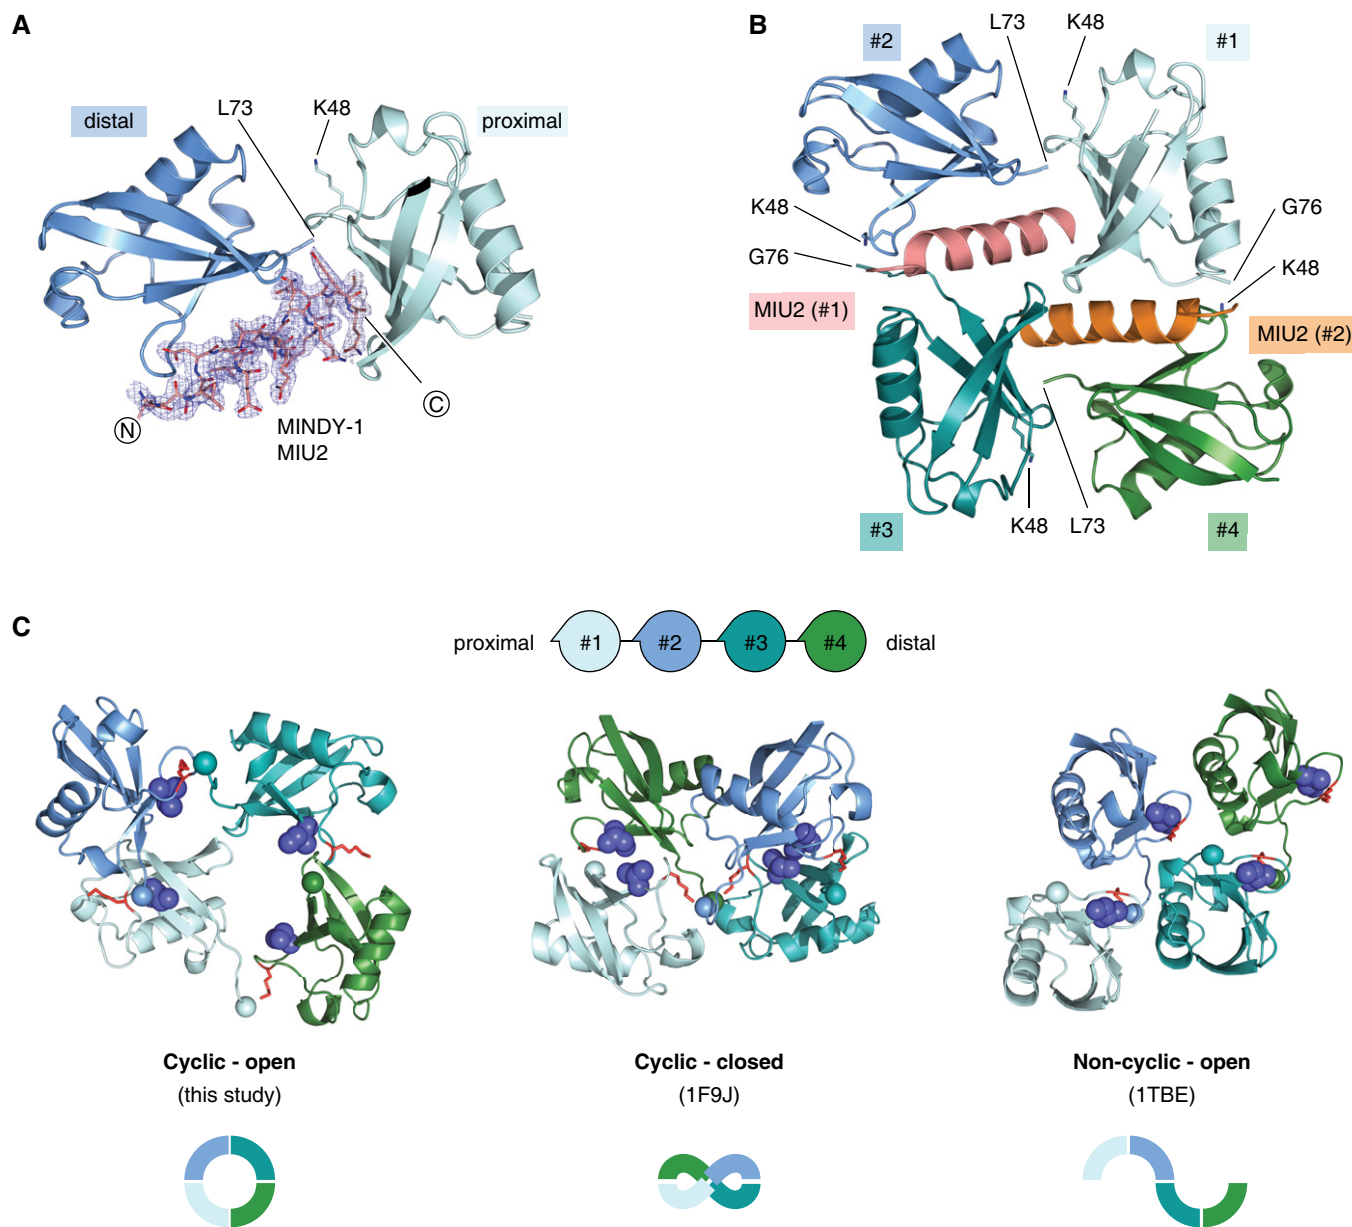 A
distal
L73
K48
proximal
N
C
MINDY-1
MIU2
B
#2
L73
K48
#1
K48
G76
G76
K48
MIU2 (#1)
MIU2 (#2)
#3
K48
L73
#4
C
proximal
#1
#2
#3
#4
distal
Cyclic - open
(this study)
Cyclic - closed
(1F9J)
Non-cyclic - open
(1TBE)